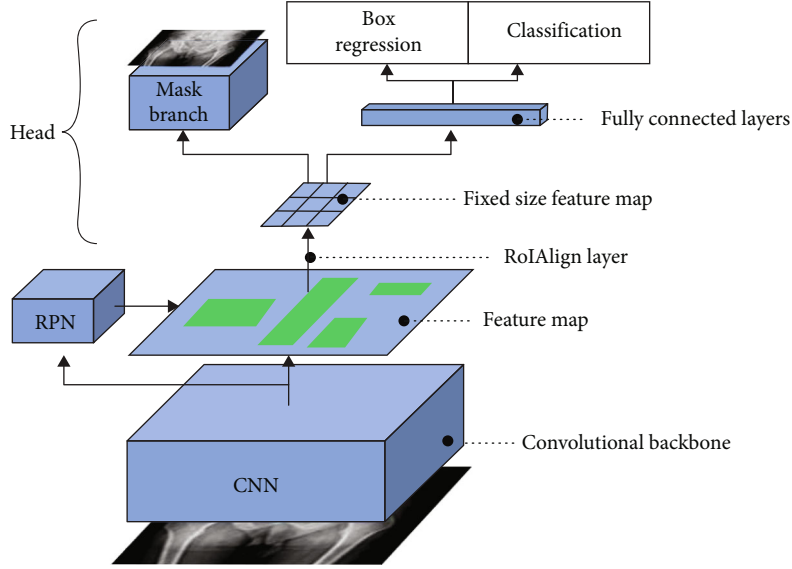 Box
regression
Classification
Mask
branch
Head
Fully connected layers
Fixed size feature map
RoIAlign layer
RPN
Feature map
Convolutional backbone
CNN